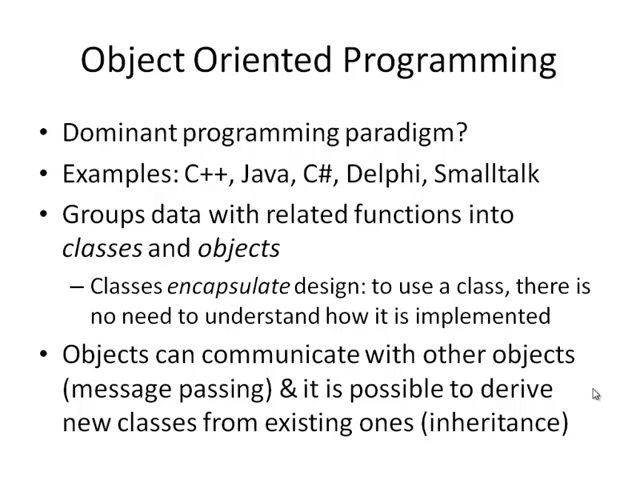 Object Oriented Programming
• Dominant programming paradigm?
• Examples: C++, Java, C#, Delphi, Smalltalk
• Groups data with related functions into
classes and objects
– Classes encapsulate design: to use a class, there is
no need to understand how it is implemented
• Objects can communicate with other objects
(message passing) & it is possible to derive
new classes from existing ones (inheritance)